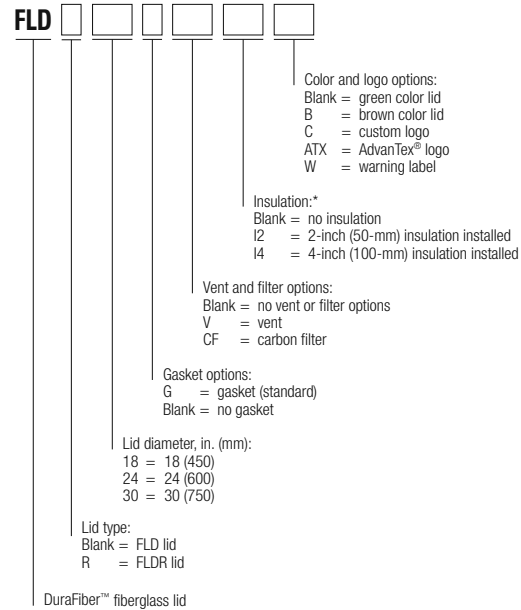 FLD
Color and logo options:
Blank = green color lid
B = brown color lid
C = custom logo
ATX = AdvanTex® logo
W = warning label
Insulation:*
Blank = no insulation
I2 = 2-inch (50-mm) insulation installed
I4 = 4-inch (100-mm) insulation installed
Vent and filter options:
Blank = no vent or filter options
V = vent
CF = carbon filter
Gasket options:
G = gasket (standard)
Blank = no gasket
Lid diameter, in. (mm):
18 = 18 (450)
24 = 24 (600)
30 = 30 (750)
Lid type:
Blank = FLD lid
R = FLDR lid
DuraFiber™ fiberglass lid